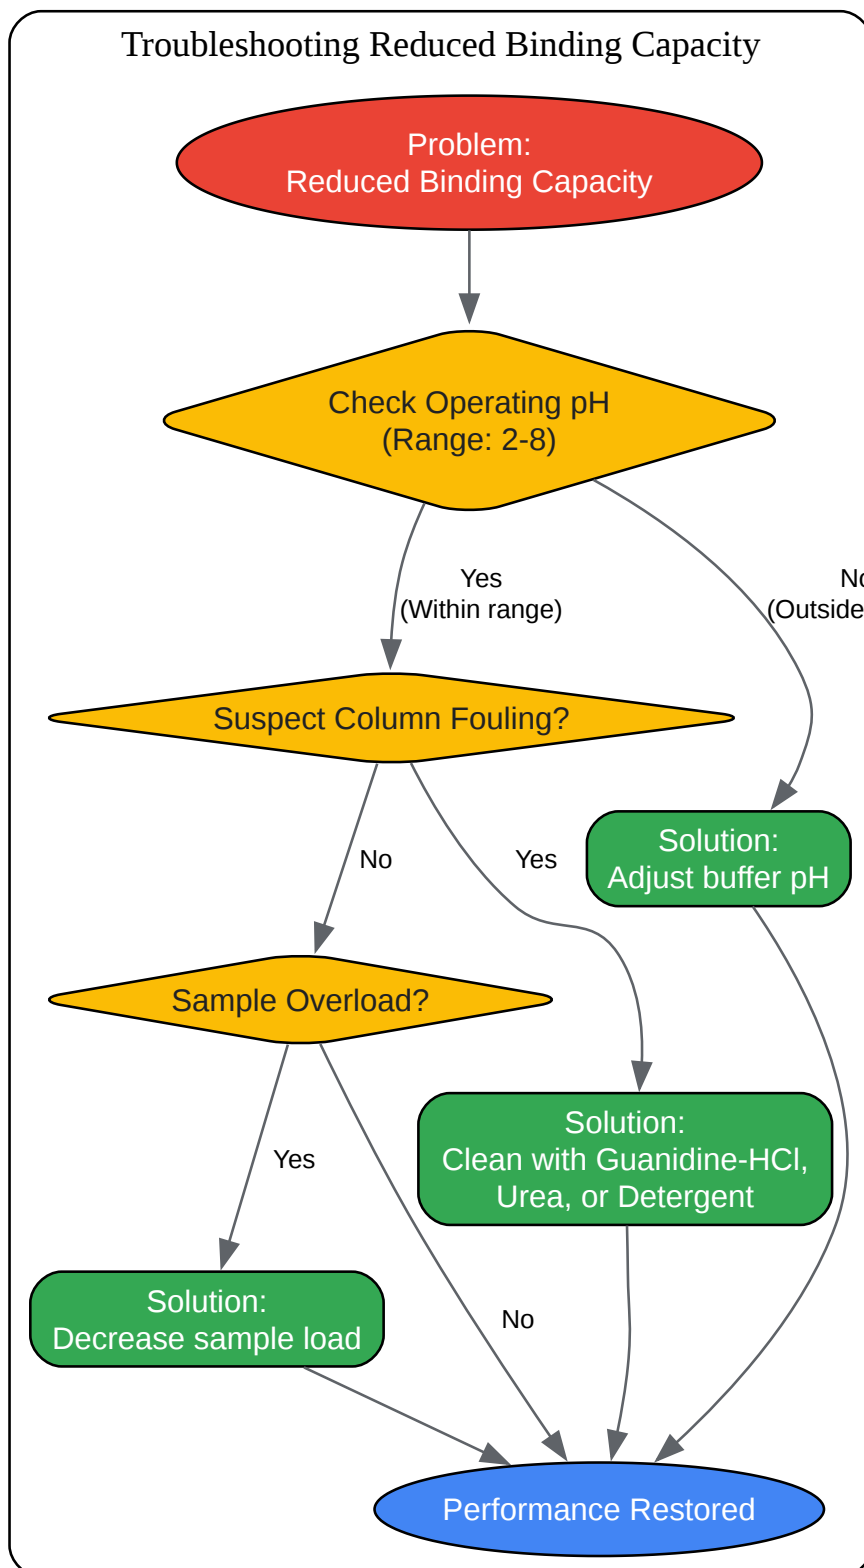 Troubleshooting Reduced Binding Capacity
Problem:
Reduced Binding Capacity
Check Operating pH
(Range: 2-8)
Yes
(Within range)
No
(Outside
Suspect Column Fouling?
No
Yes
Solution:
Adjust buffer pH
Sample Overload?
Solution:
Clean with Guanidine-HCl,
Urea, or Detergent
Yes
Solution:
Decrease sample load
No
Performance Restored